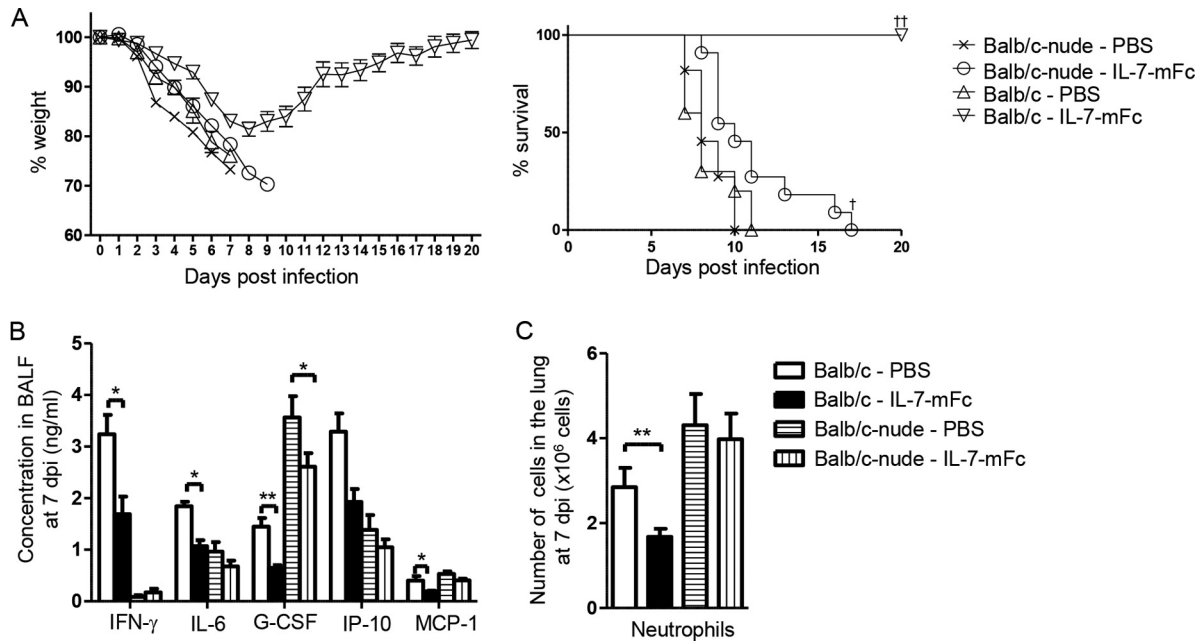 A
% weight
100
90
80
70
60
0 1 2 3 4 5 6 7 8 9 10 11 12 13 14 15 16 17 18 19 20
Days post infection
% survival
100
50
0
0 5 10 15 20
Days post infection
††
†
Balb/c-nude - PBS
Balb/c-nude - IL-7-mFc
Balb/c - PBS
Balb/c - IL-7-mFc
B
Concentration in BALF
at 7 dpi (ng/ml)
5
4
3
2
1
0
*
*
**
*
*
IFN-γ IL-6 G-CSF IP-10 MCP-1
C
Number of cells in the lung
at 7 dpi (x10⁶ cells)
6
4
2
0
**
Neutrophils
Balb/c - PBS
Balb/c - IL-7-mFc
Balb/c-nude - PBS
Balb/c-nude - IL-7-mFc